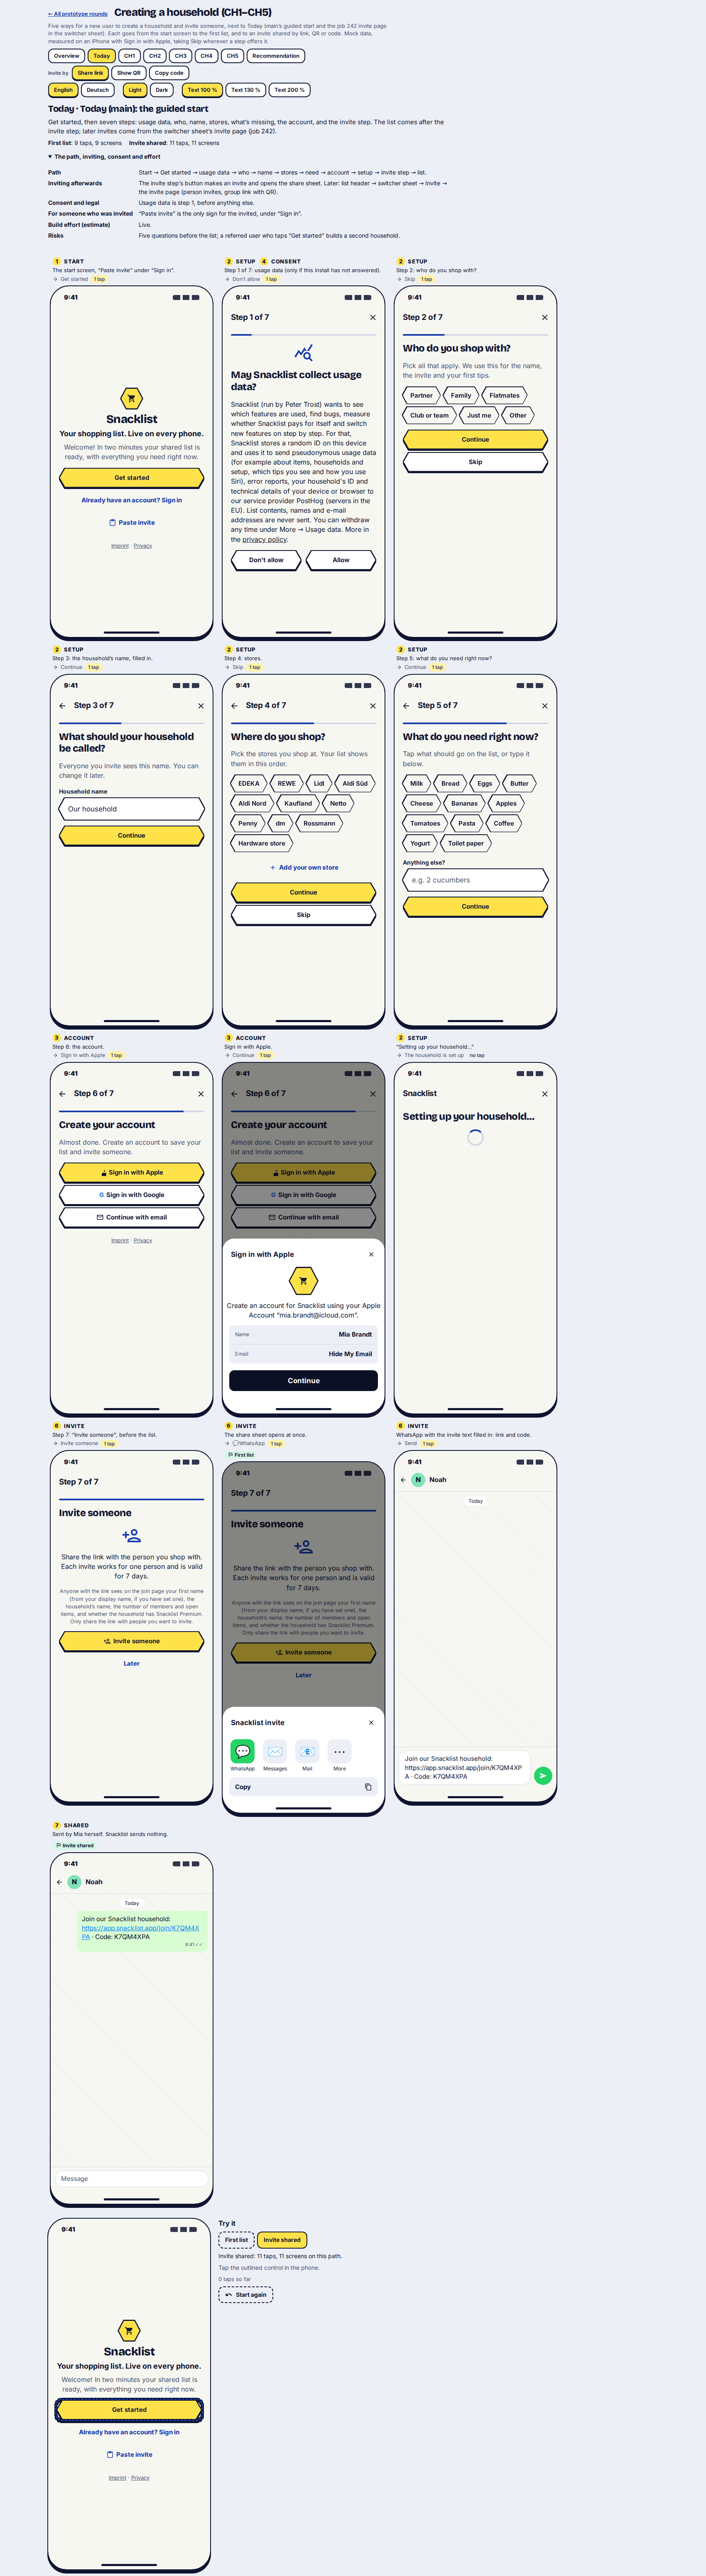 ← All prototype rounds
Creating a household (CH1–CH5)
Five ways for a new user to create a household and invite someone, next to Today (main's guided start and the job 242 invite page
in the switcher sheet). Each goes from the start screen to the first list, and to an invite shared by link, QR or code. Mock data,
measured on an iPhone with Sign in with Apple, taking Skip wherever a step offers it.
Overview Today CH1 CH2 CH3 CH4 CH5 Recommendation
Invite by Share link Show QR Copy code
English Deutsch Light Dark Text 100 % Text 130 % Text 200 %
Today · Today (main): the guided start
Get started, then seven steps: usage data, who, name, stores, what's missing, the account, and the invite step. The list comes after the
invite step; later invites come from the switcher sheet's invite page (job 242).
First list: 9 taps, 9 screens Invite shared: 11 taps, 11 screens
▼ The path, inviting, consent and effort
Path Start → Get started → usage data → who → name → stores → need → account → setup → Invite step → list.
Inviting afterwards The invite step's button makes an invite and opens the share sheet. Later: list header → switcher sheet → Invite →
the invite page (person invites, group link with QR).
Consent and legal Usage data is step 1, before anything else.
For someone who was invited "Paste invite" is the only sign for the invited, under "Sign in".
Build effort (estimate) Live.
Risks Five questions before the list; a referred user who taps "Get started" builds a second household.
1 START
The start screen, "Paste invite" under "Sign in".
→ Get started 1 tap
9:41
Snacklist
Your shopping list. Live on every phone.
Welcome! In two minutes your shared list is
ready, with everything you need right now.
Get started
Already have an account? Sign in
Paste invite
Imprint · Privacy
2 SETUP 4 CONSENT
Step 1 of 7: usage data (only if this install has not answered).
→ Don't allow 1 tap
9:41
Step 1 of 7
May Snacklist collect usage
data?
Snacklist (run by Peter Trost) wants to see
which features are used, find bugs, measure
whether Snacklist pays for itself and switch
new features on step by step. For that,
Snacklist stores a random ID on this device
and uses it to send pseudonymous usage data
(for example about items, households and
setup, which tips you see and how you use
Siri), error reports, your household's ID and
technical details of your device or browser to
our service provider PostHog (servers in the
EU). List contents, names and e-mail
addresses are never sent. You can withdraw
any time under More → Usage data. More in
the privacy policy.
Don't allow Allow
2 SETUP
Step 2: who do you shop with?
→ Skip 1 tap
9:41
Step 2 of 7
Who do you shop with?
Pick all that apply. We use this for the name,
the invite and your first tips.
Partner Family Flatmates
Club or team Just me Other
Continue
Skip
2 SETUP
Step 3: the household's name, filled in.
→ Continue 1 tap
9:41
Step 3 of 7
What should your household
be called?
Everyone you invite sees this name. You can
change it later.
Household name
Our household
Continue
2 SETUP
Step 4: stores.
→ Skip 1 tap
9:41
Step 4 of 7
Where do you shop?
Pick the stores you shop at. Your list shows
them in this order.
EDEKA REWE Lidl Aldi Süd
Aldi Nord Kaufland Netto
Penny dm Rossmann
Hardware store
+ Add your own store
Continue
Skip
2 SETUP
Step 5: what do you need right now?
→ Continue 1 tap
9:41
Step 5 of 7
What do you need right now?
Tap what should go on the list, or type it
below.
Milk Bread Eggs Butter
Cheese Bananas Apples
Tomatoes Pasta Coffee
Yogurt Toilet paper
Anything else?
e.g. 2 cucumbers
Continue
3 ACCOUNT
Step 6: the account.
→ Sign in with Apple 1 tap
9:41
Step 6 of 7
Create your account
Almost done. Create an account to save your
list and invite someone.
Sign in with Apple
G Sign in with Google
Continue with email
Imprint · Privacy
3 ACCOUNT
Sign in with Apple.
→ Continue 1 tap
9:41
Step 6 of 7
Create your account
Almost done. Create an account to save your
list and invite someone.
Sign in with Apple
G Sign in with Google
Continue with email
Sign in with Apple
Create an account for Snacklist using your Apple
Account "mia.brandt@icloud.com".
Name Mia Brandt
Email Hide My Email
Continue
2 SETUP
"Setting up your household…"
→ The household is set up no tap
9:41
Snacklist
Setting up your household…
6 INVITE
Step 7: "Invite someone", before the list.
→ Invite someone 1 tap
9:41
Step 7 of 7
Invite someone
Share the link with the person you shop with.
Each invite works for one person and is valid
for 7 days.
Anyone with the link sees on the join page your first name
(from your display name, if you have set one), the
household's name, the number of members and open
items, and whether the household has Snacklist Premium.
Only share the link with people you want to invite.
Invite someone
Later
6 INVITE
The share sheet opens at once.
→ WhatsApp 1 tap
First list
9:41
Step 7 of 7
Invite someone
Share the link with the person you shop with.
Each invite works for one person and is valid
for 7 days.
Anyone with the link sees on the join page your first name
(from your display name, if you have set one), the
household's name, the number of members and open
items, and whether the household has Snacklist Premium.
Only share the link with people you want to invite.
Invite someone
Later
Snacklist invite
WhatsApp Messages Mail More
Copy
6 INVITE
WhatsApp with the invite text filled in: link and code.
→ Send 1 tap
9:41
N Noah
Today
Join our Snacklist household:
https://app.snacklist.app/join/K7QM4XP
A · Code: K7QM4XPA
7 SHARED
Sent by Mia herself. Snacklist sends nothing.
Invite shared
9:41
N Noah
Today
Join our Snacklist household:
https://app.snacklist.app/join/K7QM4X
PA · Code: K7QM4XPA
9:41 ✓✓
Message
9:41
Snacklist
Your shopping list. Live on every phone.
Welcome! In two minutes your shared list is
ready, with everything you need right now.
Get started
Already have an account? Sign in
Paste invite
Imprint · Privacy
Try it
First list Invite shared
Invite shared: 11 taps, 11 screens on this path.
Tap the outlined control in the phone.
0 taps so far
Start again